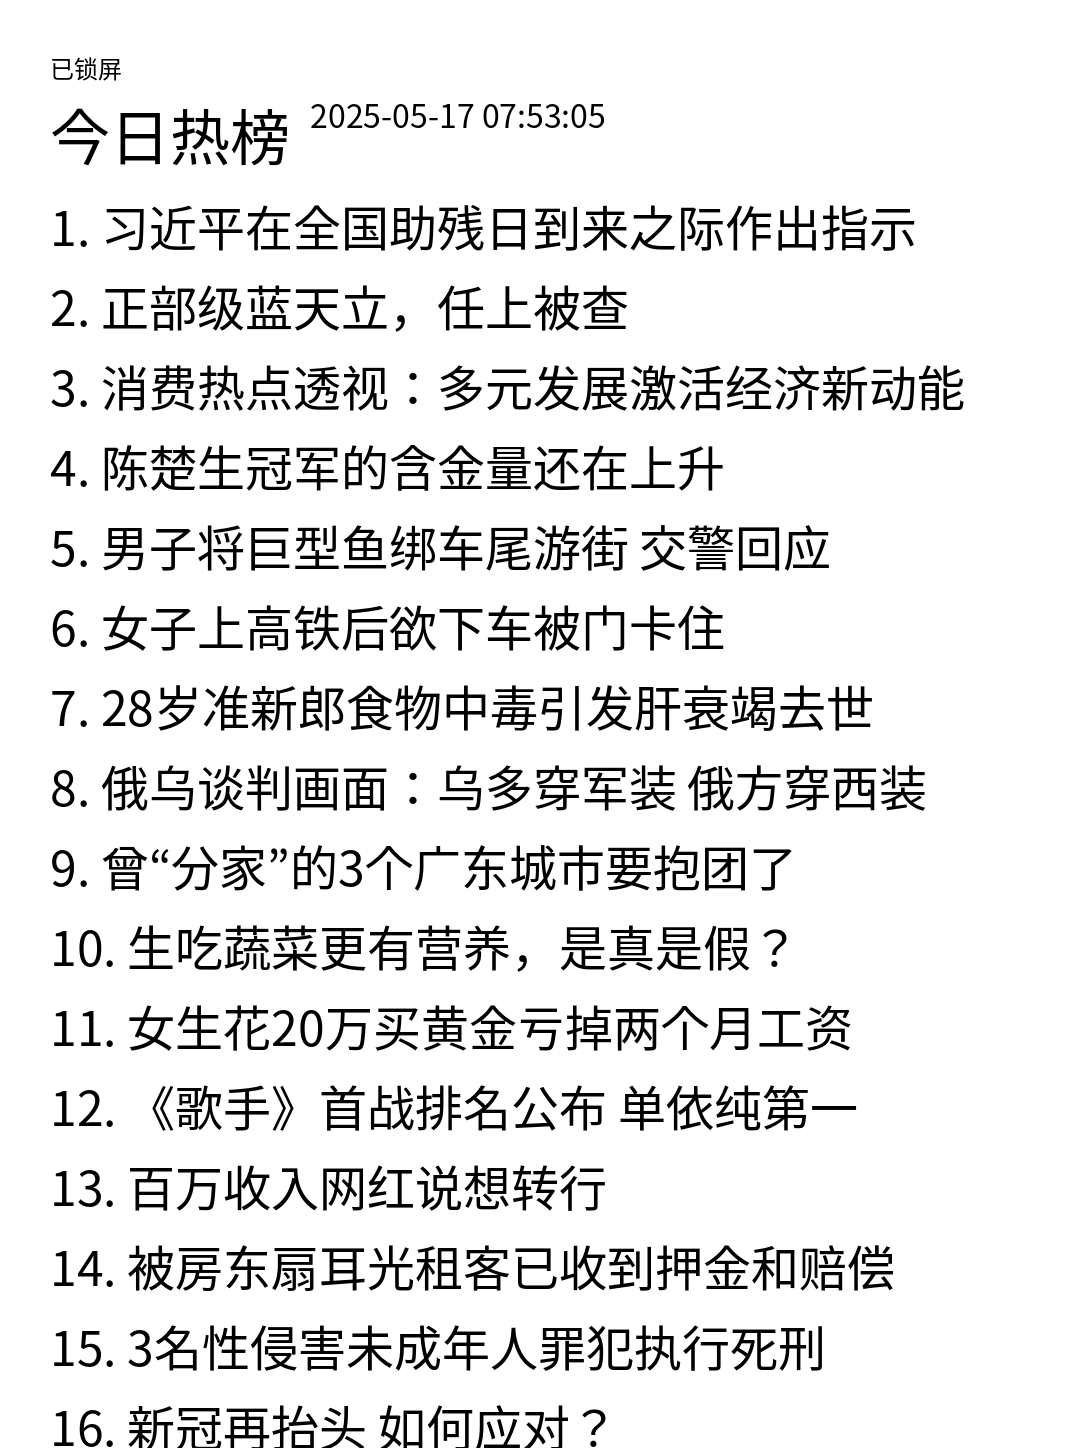 已锁屏
今日热榜 2025-05-17 07:53:05
1. 习近平在全国助残日到来之际作出指示
2. 正部级蓝天立，任上被查
3. 消费热点透视：多元发展激活经济新动能
4. 陈楚生冠军的含金量还在上升
5. 男子将巨型鱼绑车尾游街 交警回应
6. 女子上高铁后欲下车被门卡住
7. 28岁准新郎食物中毒引发肝衰竭去世
8. 俄乌谈判画面：乌多穿军装 俄方穿西装
9. 曾“分家”的3个广东城市要抱团了
10. 生吃蔬菜更有营养，是真是假？
11. 女生花20万买黄金亏掉两个月工资
12. 《歌手》首战排名公布 单依纯第一
13. 百万收入网红说想转行
14. 被房东扇耳光租客已收到押金和赔偿
15. 3名性侵害未成年人罪犯执行死刑
16. 新冠再抬头 如何应对？